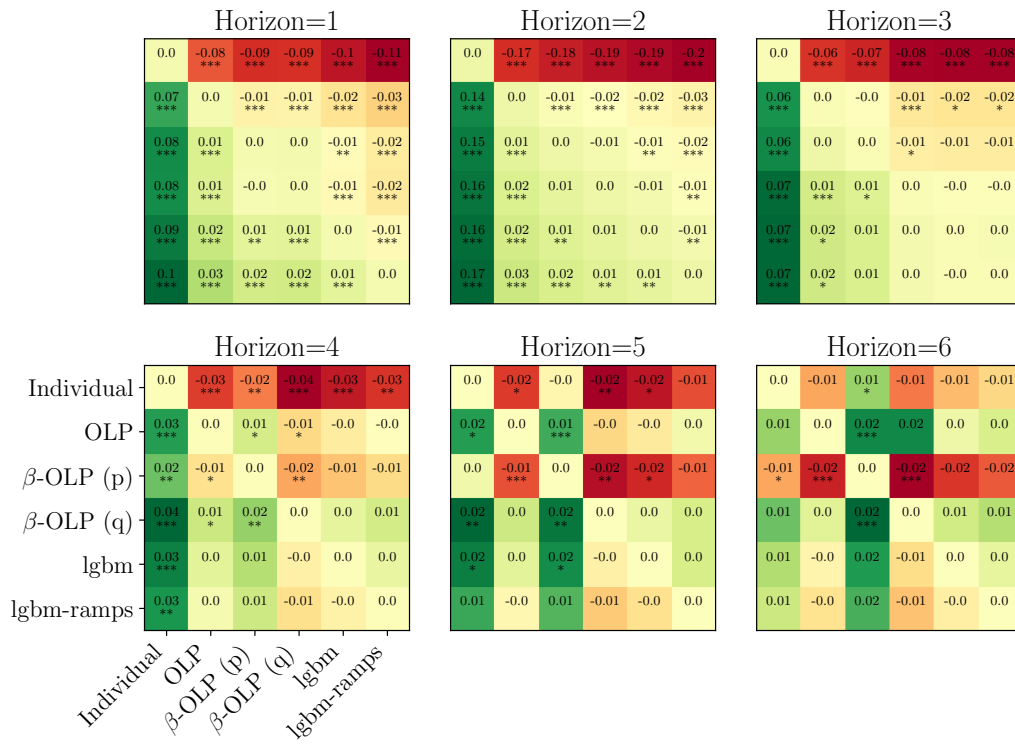 Horizon=1 Horizon=2 Horizon=3
0.0 -0.08 -0.09 -0.09 -0.1 -0.11 0.0 -0.17 -0.18 -0.19 -0.19 -0.2 0.0 -0.06 -0.07 -0.08 -0.08 -0.08
*** *** *** *** *** *** *** *** *** *** *** *** *** *** ***
0.07 0.0 -0.01 -0.01 -0.02 -0.03 0.14 0.0 -0.01 -0.02 -0.02 -0.03 0.06 0.0 -0.0 -0.01 -0.02 -0.02
*** *** *** *** *** *** *** *** *** *** *** *** * *
0.08 0.01 0.0 0.0 -0.01 -0.02 0.15 0.01 0.0 0.0 -0.01 -0.02 0.06 0.0 0.0 -0.01 -0.01 -0.01
*** *** ** *** *** *** ** *** *** *
0.08 0.01 -0.0 0.0 -0.01 -0.02 0.16 0.02 0.01 0.0 -0.01 -0.01 0.07 0.01 0.01 0.0 -0.0 -0.0
*** *** *** *** *** *** ** *** *** *
0.09 0.02 0.01 0.01 0.0 -0.01 0.16 0.02 0.01 0.01 0.0 -0.01 0.07 0.02 0.01 0.0 0.0 0.0
*** *** ** *** *** *** *** ** ** *** *
0.1 0.03 0.02 0.02 0.01 0.0 0.17 0.03 0.02 0.01 0.01 0.0 0.07 0.02 0.01 0.0 -0.0 0.0
*** *** *** *** *** *** *** *** ** ** *** *
Horizon=4 Horizon=5 Horizon=6
Individual 0.0 -0.03 -0.02 -0.04 -0.03 -0.03 0.0 -0.02 -0.0 -0.02 -0.02 -0.01 0.0 -0.01 0.01 -0.01 -0.01 -0.01
*** ** *** *** ** * ** * *
OLP 0.03 0.0 0.01 -0.01 -0.0 -0.0 0.02 0.0 0.01 -0.0 -0.0 0.0 0.01 0.0 0.02 0.02 0.0 0.0
*** * * * *** ***
β-OLP (p) 0.02 -0.01 0.0 -0.02 -0.01 -0.01 0.0 -0.01 0.0 -0.02 -0.02 -0.01 -0.01 -0.02 0.0 -0.02 -0.02 -0.02
** * ** *** ** * * *** ***
β-OLP (q) 0.04 0.01 0.02 0.0 0.0 0.01 0.02 0.0 0.02 0.0 0.0 0.0 0.01 0.0 0.02 0.0 0.01 0.01
*** * ** ** ** ***
lgbm 0.03 0.0 0.01 -0.0 0.0 0.0 0.02 0.0 0.02 -0.0 0.0 0.0 0.01 -0.0 0.02 -0.01 0.0 0.0
*** * *
lgbm-ramps 0.03 0.0 0.01 -0.01 -0.0 0.0 0.01 -0.0 0.01 -0.01 -0.0 0.0 0.01 -0.0 0.02 -0.01 -0.0 0.0
**
Individual
OLP
β-OLP (p)
β-OLP (q)
lgbm
lgbm-ramps